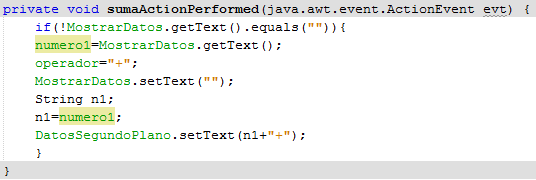 private void sumaActionPerformed(java.awt.event.ActionEvent evt) {
if(!MostrarDatos.getText().equals("")){
numero1=MostrarDatos.getText();
operador="+";
MostrarDatos.setText("");
String n1;
n1=numero1;
DatosSegundoPlano.setText(n1+"+");
}
}